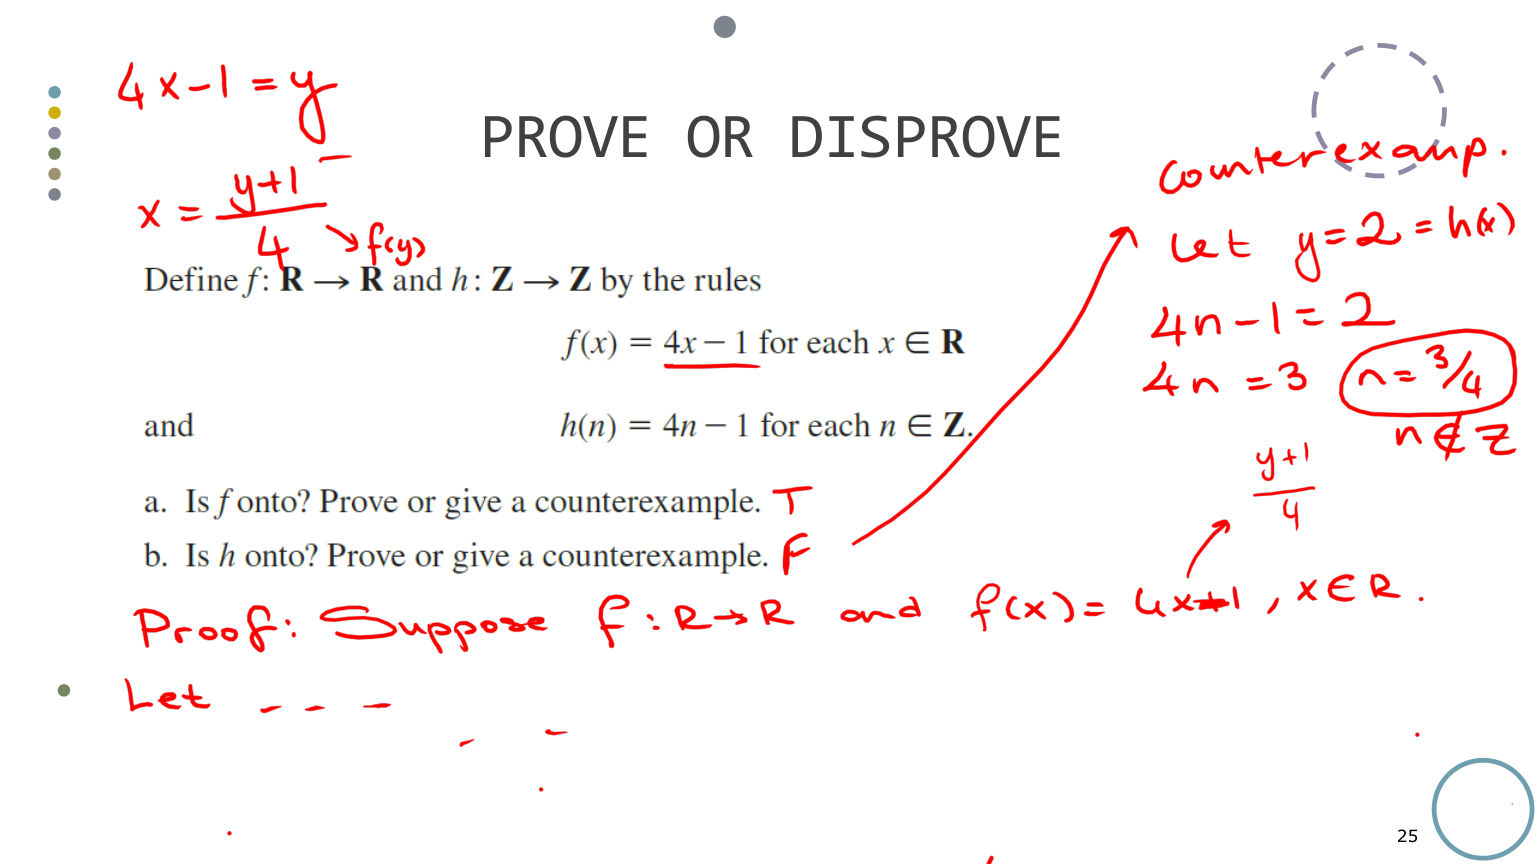 4x-1 = y
PROVE OR DISPROVE
x = y+1
4
f(y)
Define f: R → R and h: Z → Z by the rules
f(x) = 4x − 1 for each x ∈ R
and
h(n) = 4n − 1 for each n ∈ Z.
a. Is f onto? Prove or give a counterexample. T
b. Is h onto? Prove or give a counterexample. F
Counterexamp.
Let y=2 = h(x)
4n-1 = 2
4n = 3 n = 3/4
n ∉ Z
y+1
4
Proof: Suppose f : R→R and f(x) = 4x-1, x∈R.
Let - - -
- -
25